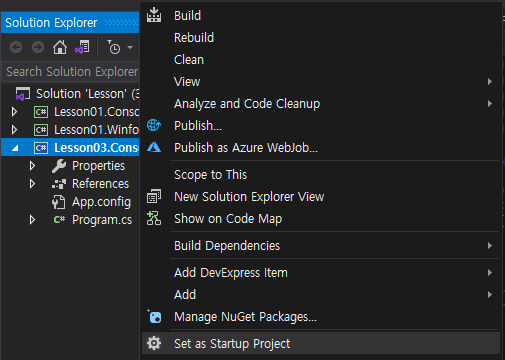 Solution Explorer
Search Solution Explorer
Solution 'Lesson' (3
Lesson01.Conso
Lesson01.Winfo
Lesson03.Cons
Properties
References
App.config
C# Program.cs
Build
Rebuild
Clean
View
Analyze and Code Cleanup
Publish...
Publish as Azure WebJob...
Scope to This
New Solution Explorer View
Show on Code Map
Build Dependencies
Add DevExpress Item
Add
Manage NuGet Packages...
Set as Startup Project